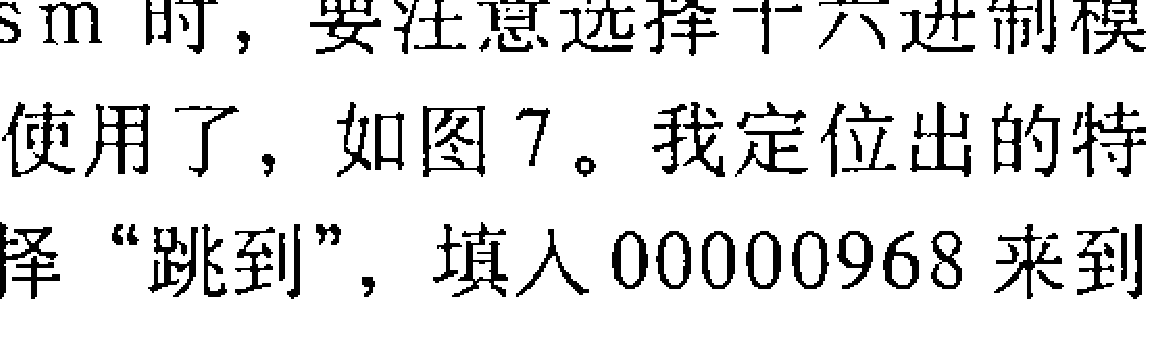 sm 时，要注意选择十六进制模
使用了，如图 7。我定位出的特
择“跳到”，填入 00000968 来到